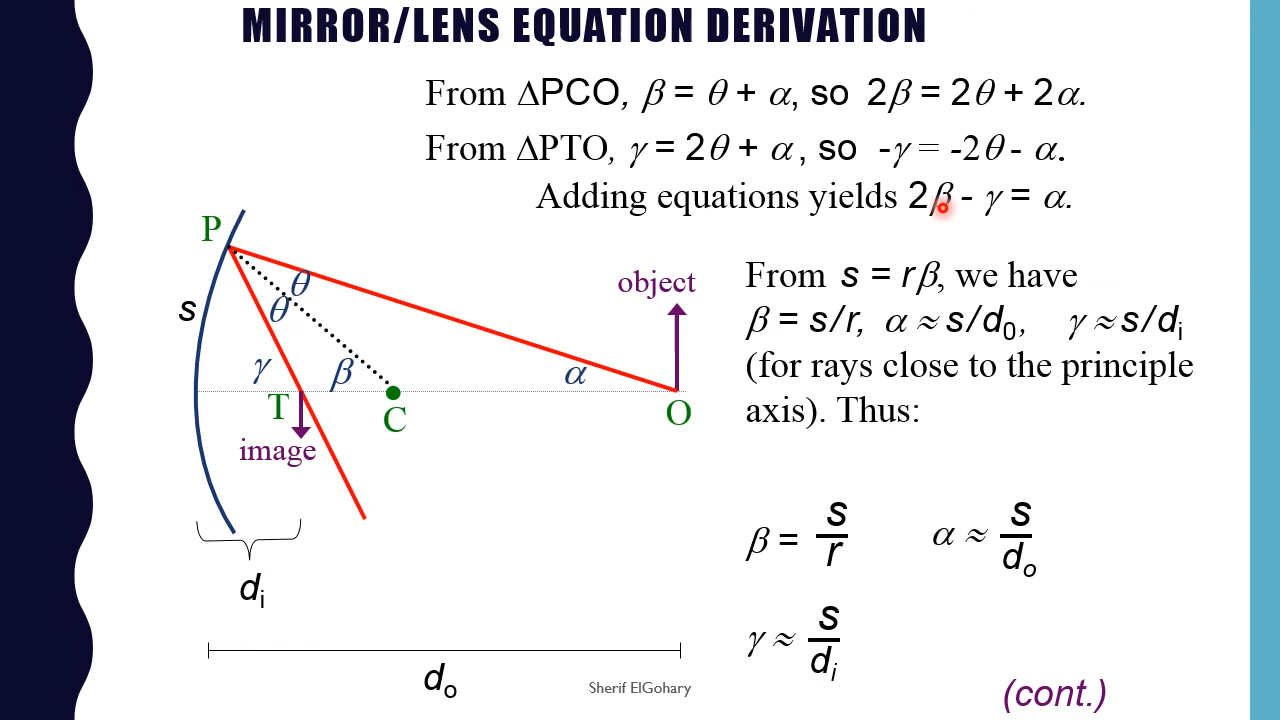 MIRROR/LENS EQUATION DERIVATION
From ΔPCO, β = θ + α, so 2β = 2θ + 2α.
From ΔPTO, γ = 2θ + α, so -γ = -2θ - α.
Adding equations yields 2β - γ = α.
P
s
θ
θ
γ
β
α
T
C
O
object
image
dᵢ
dₒ
From s = rβ, we have
β = s/r, α ≈ s/d₀, γ ≈ s/dᵢ
(for rays close to the principle
axis). Thus:
β = s/r α ≈ s/dₒ
γ ≈ s/dᵢ
Sherif ElGohary
(cont.)